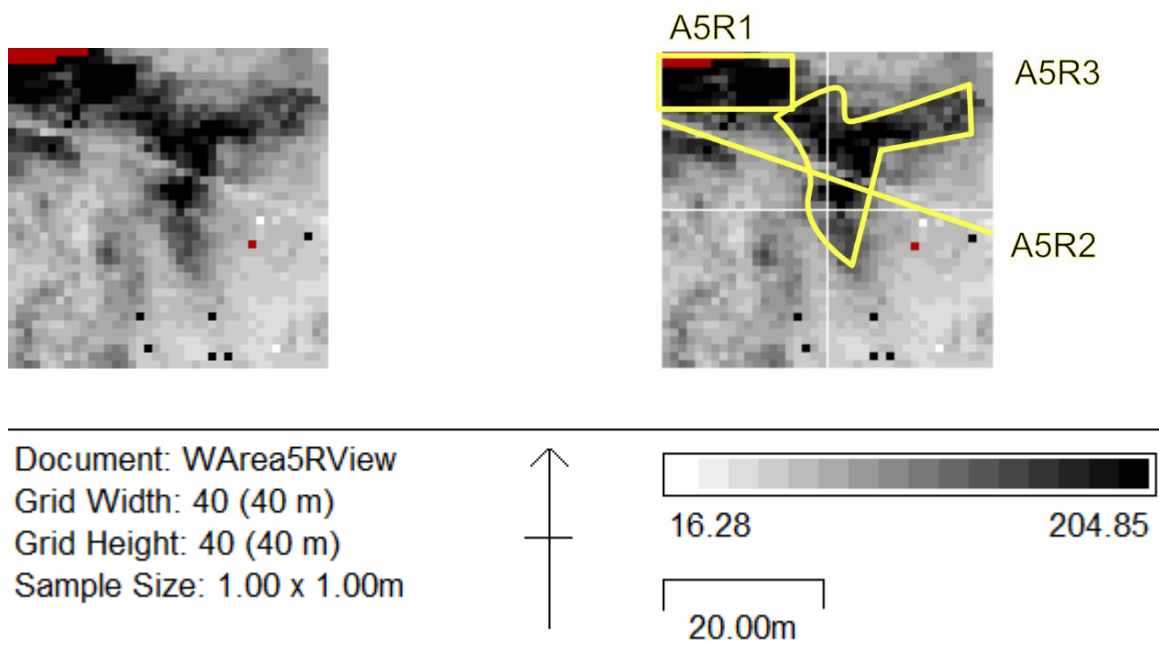 A5R1
A5R3
A5R2
Document: WArea5RView
Grid Width: 40 (40 m)
Grid Height: 40 (40 m)
Sample Size: 1.00 x 1.00m
16.28 204.85
20.00m